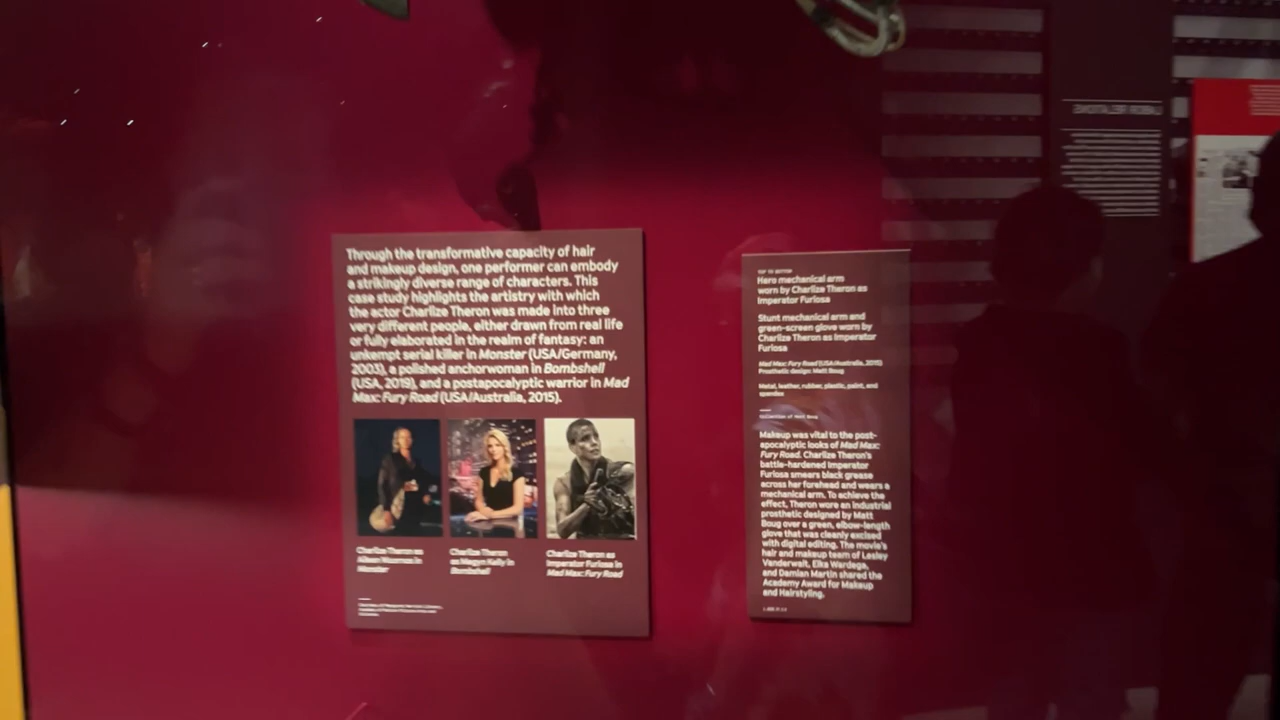 Through the transformative capacity of hair
and makeup design, one performer can embody
a strikingly diverse range of characters. This
case study highlights the artistry with which
the actor Charlize Theron was made into three
very different people, either drawn from real life
or fully elaborated in the realm of fantasy: an
unkempt serial killer in Monster (USA/Germany,
2003), a polished anchorwoman in Bombshell
(USA, 2019), and a postapocalyptic warrior in Mad
Max: Fury Road (USA/Australia, 2015).
Charlize Theron as
Aileen Wuornos in
Monster
Charlize Theron
as Megyn Kelly in
Bombshell
Charlize Theron as
Imperator Furiosa in
Mad Max: Fury Road
TOP TO BOTTOM
Hero mechanical arm
worn by Charlize Theron as
Imperator Furiosa
Stunt mechanical arm and
green-screen glove worn by
Charlize Theron as Imperator
Furiosa
Mad Max: Fury Road (USA/Australia, 2015)
Prosthetic design: Matt Boug
Metal, leather, rubber, plastic, paint, and
spandex
Collection of Matt Boug
Makeup was vital to the post-
apocalyptic looks of Mad Max:
Fury Road. Charlize Theron's
battle-hardened Imperator
Furiosa smears black grease
across her forehead and wears a
mechanical arm. To achieve the
effect, Theron wore an industrial
prosthetic designed by Matt
Boug over a green, elbow-length
glove that was cleanly excised
with digital editing. The movie's
hair and makeup team of Lesley
Vanderwalt, Elka Wardega,
and Damian Martin shared the
Academy Award for Makeup
and Hairstyling.